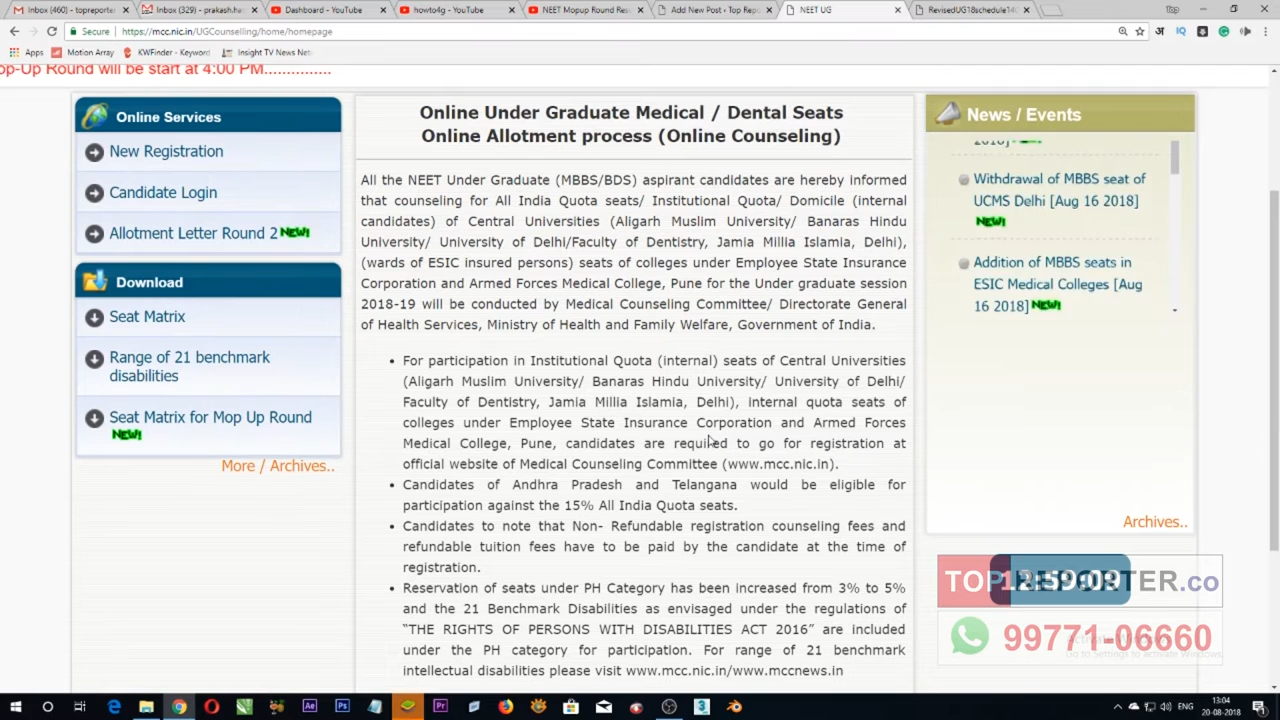 Inbox (460) - topreporter
Inbox (329) - prakash.ha
Dashboard - YouTube
howto4g - YouTube
NEET Mopup Round Res
Add New Post ‹ Top Rep
NEET UG
RevisedUG18schedule14
Secure
https://mcc.nic.in/UGCounselling/home/homepage
Apps
Motion Array
KWFinder - Keyword
Insight TV News Net
op-Up Round will be start at 4:00 PM...............
Online Services
New Registration
Candidate Login
Allotment Letter Round 2 NEW!
Download
Seat Matrix
Range of 21 benchmark
disabilities
Seat Matrix for Mop Up Round
NEW!
More / Archives..
Online Under Graduate Medical / Dental Seats
Online Allotment process (Online Counseling)
All the NEET Under Graduate (MBBS/BDS) aspirant candidates are hereby informed
that counseling for All India Quota seats/ Institutional Quota/ Domicile (internal
candidates) of Central Universities (Aligarh Muslim University/ Banaras Hindu
University/ University of Delhi/Faculty of Dentistry, Jamia Millia Islamia, Delhi),
(wards of ESIC insured persons) seats of colleges under Employee State Insurance
Corporation and Armed Forces Medical College, Pune for the Under graduate session
2018-19 will be conducted by Medical Counseling Committee/ Directorate General
of Health Services, Ministry of Health and Family Welfare, Government of India.
• For participation in Institutional Quota (internal) seats of Central Universities
(Aligarh Muslim University/ Banaras Hindu University/ University of Delhi/
Faculty of Dentistry, Jamia Millia Islamia, Delhi), internal quota seats of
colleges under Employee State Insurance Corporation and Armed Forces
Medical College, Pune, candidates are required to go for registration at
official website of Medical Counseling Committee (www.mcc.nic.in).
• Candidates of Andhra Pradesh and Telangana would be eligible for
participation against the 15% All India Quota seats.
• Candidates to note that Non- Refundable registration counseling fees and
refundable tuition fees have to be paid by the candidate at the time of
registration.
• Reservation of seats under PH Category has been increased from 3% to 5%
and the 21 Benchmark Disabilities as envisaged under the regulations of
"THE RIGHTS OF PERSONS WITH DISABILITIES ACT 2016" are included
under the PH category for participation. For range of 21 benchmark
intellectual disabilities please visit www.mcc.nic.in/www.mccnews.in
News / Events
2018] NEW!
Withdrawal of MBBS seat of
UCMS Delhi [Aug 16 2018]
NEW!
Addition of MBBS seats in
ESIC Medical Colleges [Aug
16 2018] NEW!
Archives..
TOP REPORTER.co
12:59:09
99771-06660
Activate Windows
Go to Settings to activate Windows.
ENG
13:04
20-08-2018